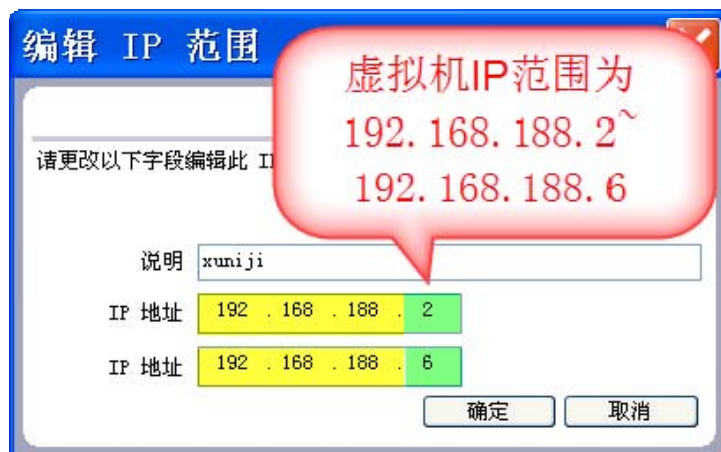 编辑 IP 范围
虚拟机IP范围为
192.168.188.2~
192.168.188.6
请更改以下字段编辑此 I
说明 xuniji
IP 地址 192 . 168 . 188 . 2
IP 地址 192 . 168 . 188 . 6
确定 取消